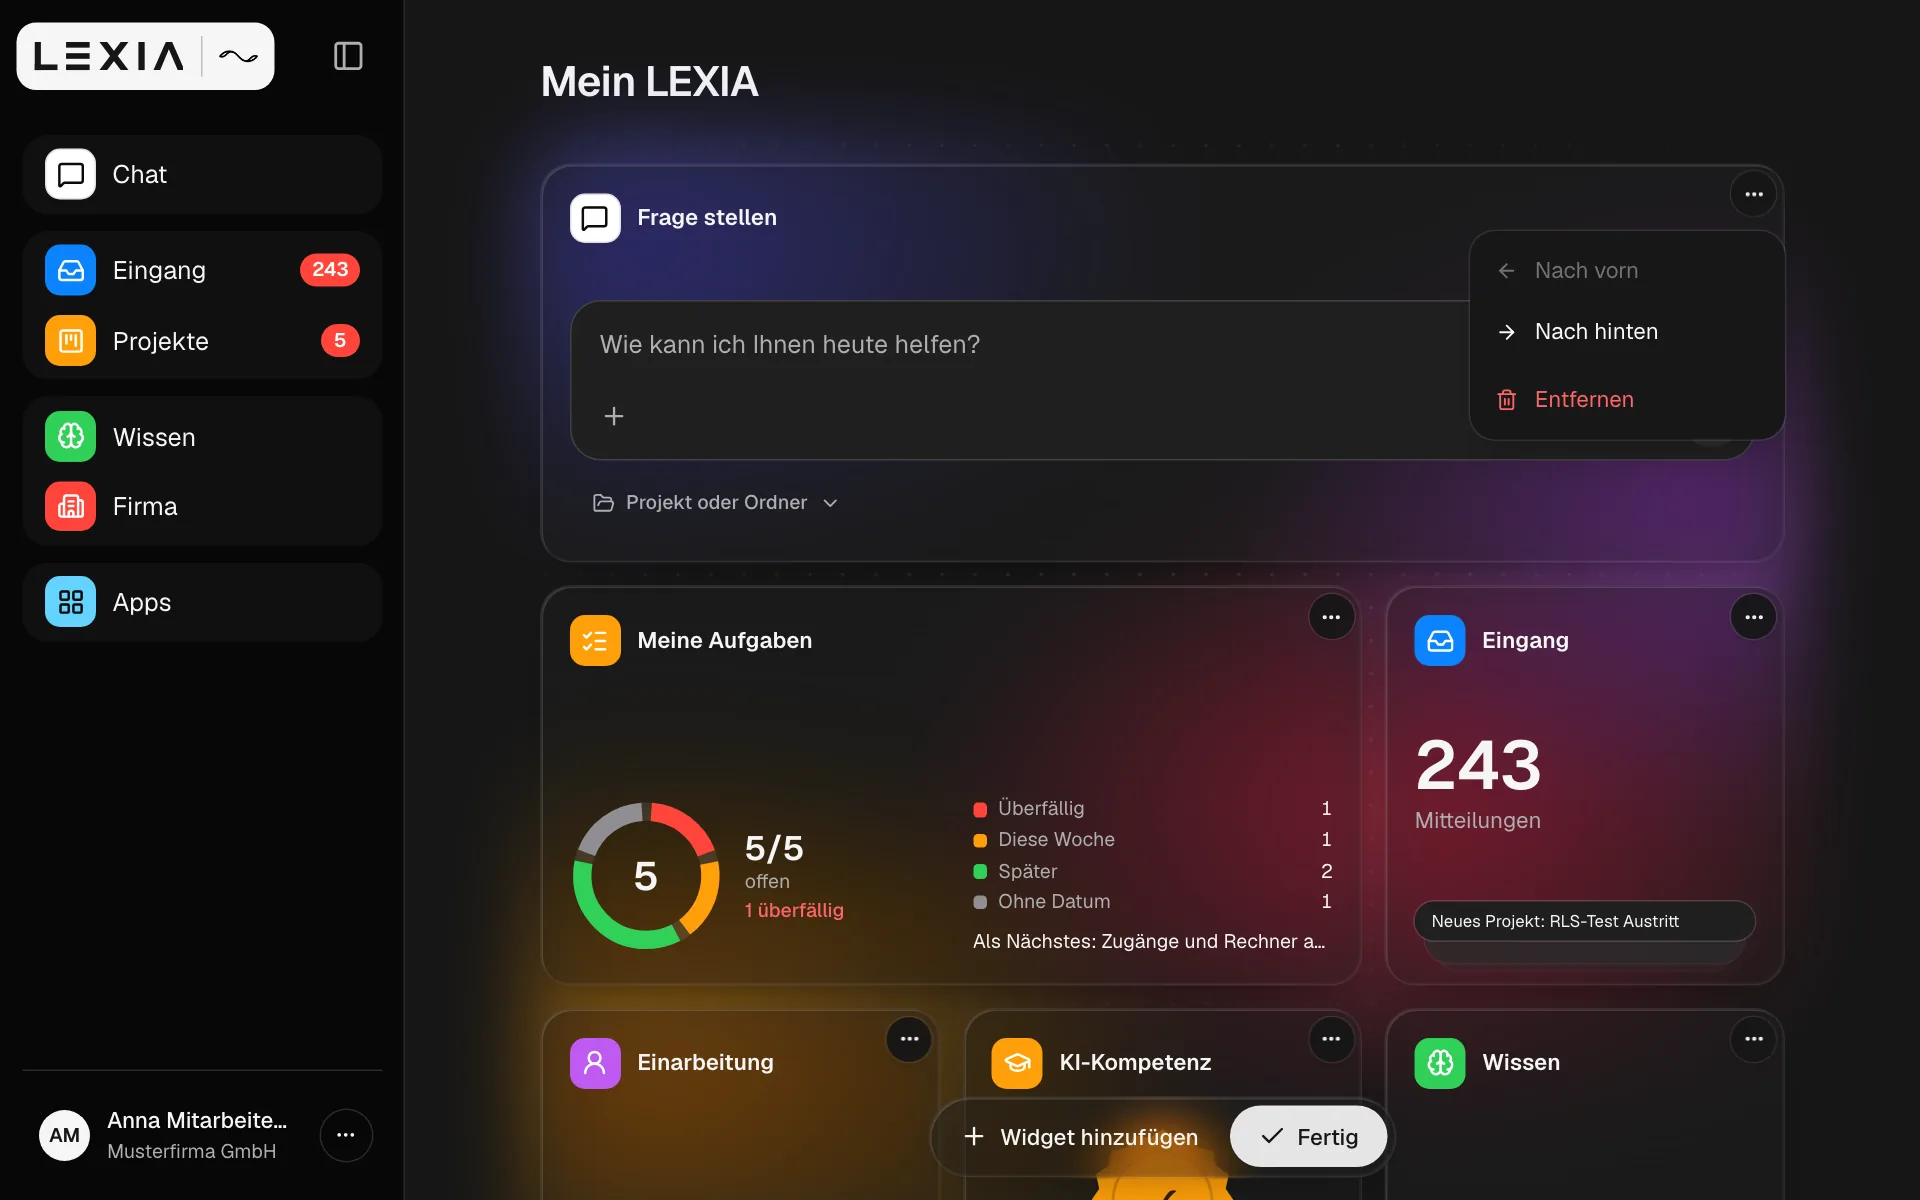 LEXIA
Chat
Eingang
243
Projekte
5
Wissen
Firma
Apps
AM
Anna Mitarbeite...
Musterfirma GmbH
Mein LEXIA
Frage stellen
Wie kann ich Ihnen heute helfen?
Projekt oder Ordner
Nach vorn
Nach hinten
Entfernen
Meine Aufgaben
5
5/5
offen
1 überfällig
Überfällig 1
Diese Woche 1
Später 2
Ohne Datum 1
Als Nächstes: Zugänge und Rechner a...
Eingang
243
Mitteilungen
Neues Projekt: RLS-Test Austritt
Einarbeitung
KI-Kompetenz
Wissen
Widget hinzufügen
Fertig